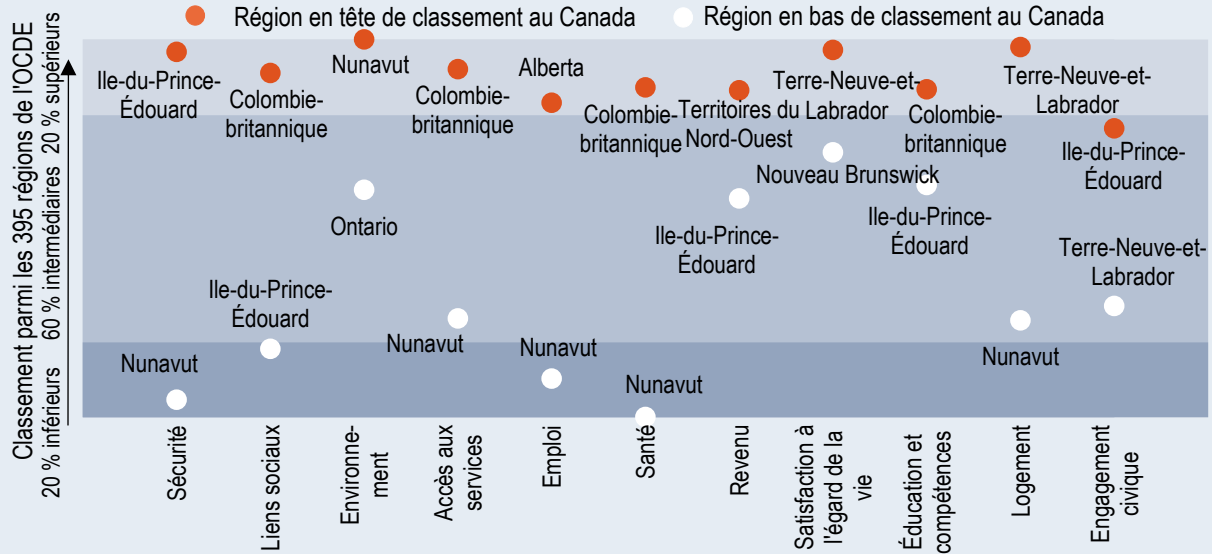 Région en tête de classement au Canada
Région en bas de classement au Canada
Classement parmi les 395 régions de l'OCDE
20 % inférieurs
60 % intermédiaires
20 % supérieurs
Ile-du-Prince-
Édouard
Colombie-
britannique
Nunavut
Colombie-
britannique
Alberta
Colombie-
britannique
Territoires du
Nord-Ouest
Terre-Neuve-et-
Labrador
Colombie-
britannique
Terre-Neuve-et-
Labrador
Ile-du-Prince-
Édouard
Nunavut
Ile-du-Prince-
Édouard
Ontario
Nunavut
Nunavut
Nunavut
Ile-du-Prince-
Édouard
Nouveau Brunswick
Ile-du-Prince-
Édouard
Nunavut
Terre-Neuve-et-
Labrador
Sécurité
Liens sociaux
Environne-
ment
Accès aux
services
Emploi
Santé
Revenu
Satisfaction à
l'égard de la
vie
Éducation et
compétences
Logement
Engagement
civique